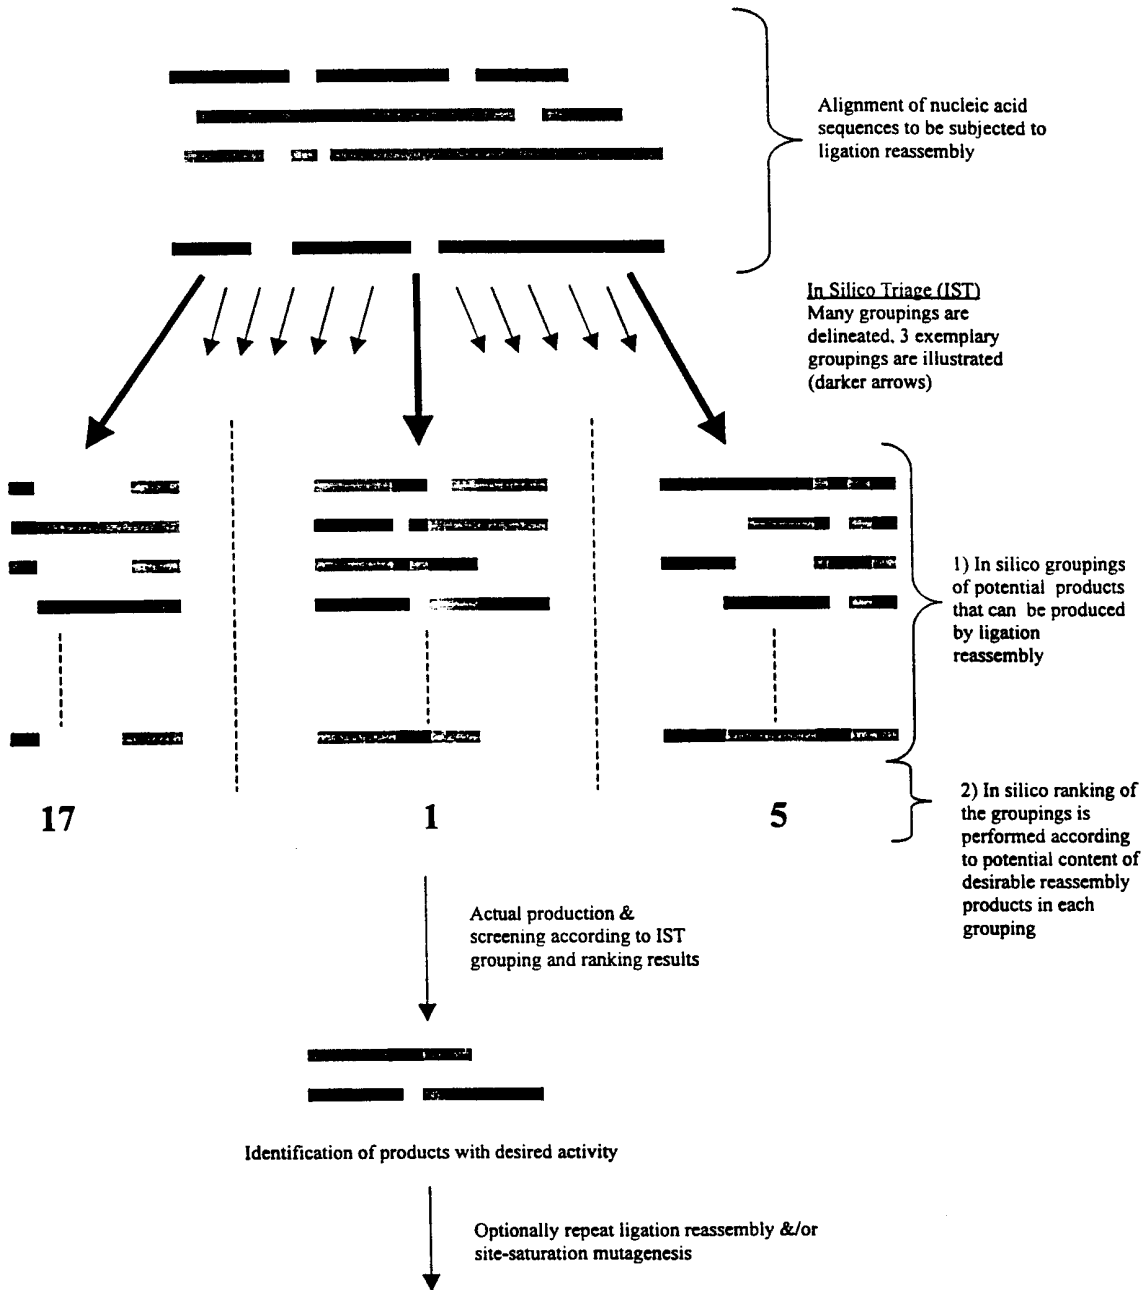 Alignment of nucleic acid
sequences to be subjected to
ligation reassembly
In Silico Triage (IST)
Many groupings are
delineated, 3 exemplary
groupings are illustrated
(darker arrows)
1) In silico groupings
of potential products
that can be produced
by ligation
reassembly
17
1
5
2) In silico ranking of
the groupings is
performed according
to potential content of
desirable reassembly
products in each
grouping
Actual production &
screening according to IST
grouping and ranking results
Identification of products with desired activity
Optionally repeat ligation reassembly &/or
site-saturation mutagenesis